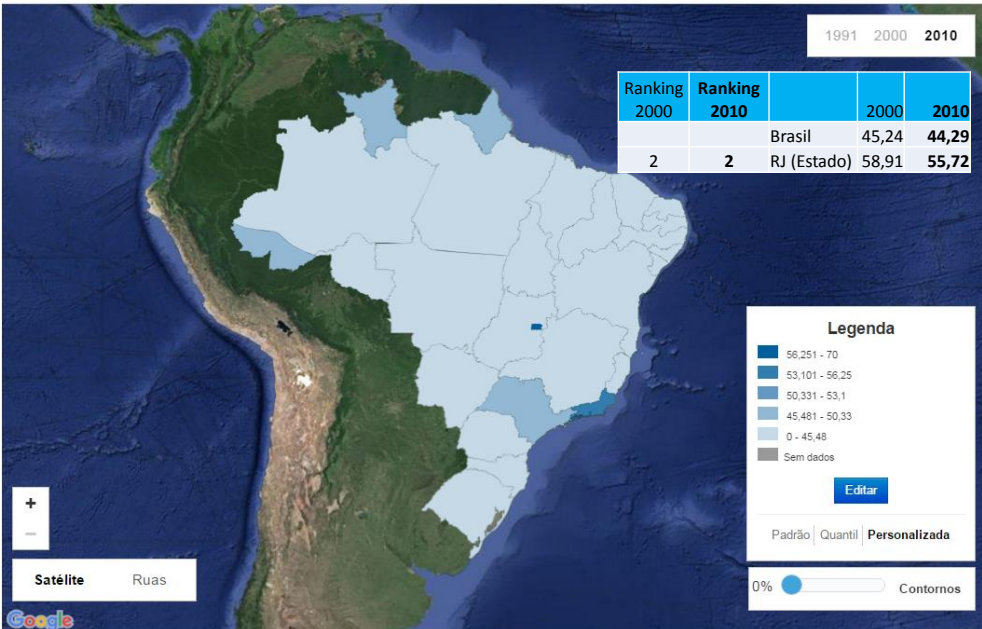 1991 2000 2010
Ranking 2000 Ranking 2010 2000 2010
Brasil 45,24 44,29
2 2 RJ (Estado) 58,91 55,72
Legenda
56,251 - 70
53,101 - 56,25
50,331 - 53,1
45,481 - 50,33
0 - 45,48
Sem dados
Editar
Padrão Quantil Personalizada
0% Contornos
+
−
Satélite Ruas
Google